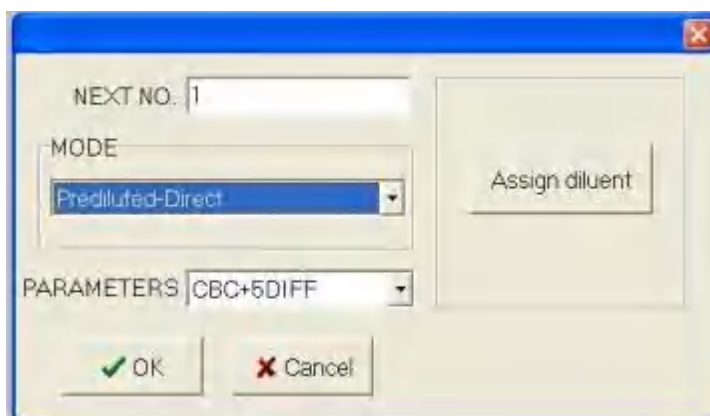 NEXT NO. 1
MODE
Prediluted-Direct
Assign diluent
PARAMETERS CBC+5DIFF
OK
Cancel